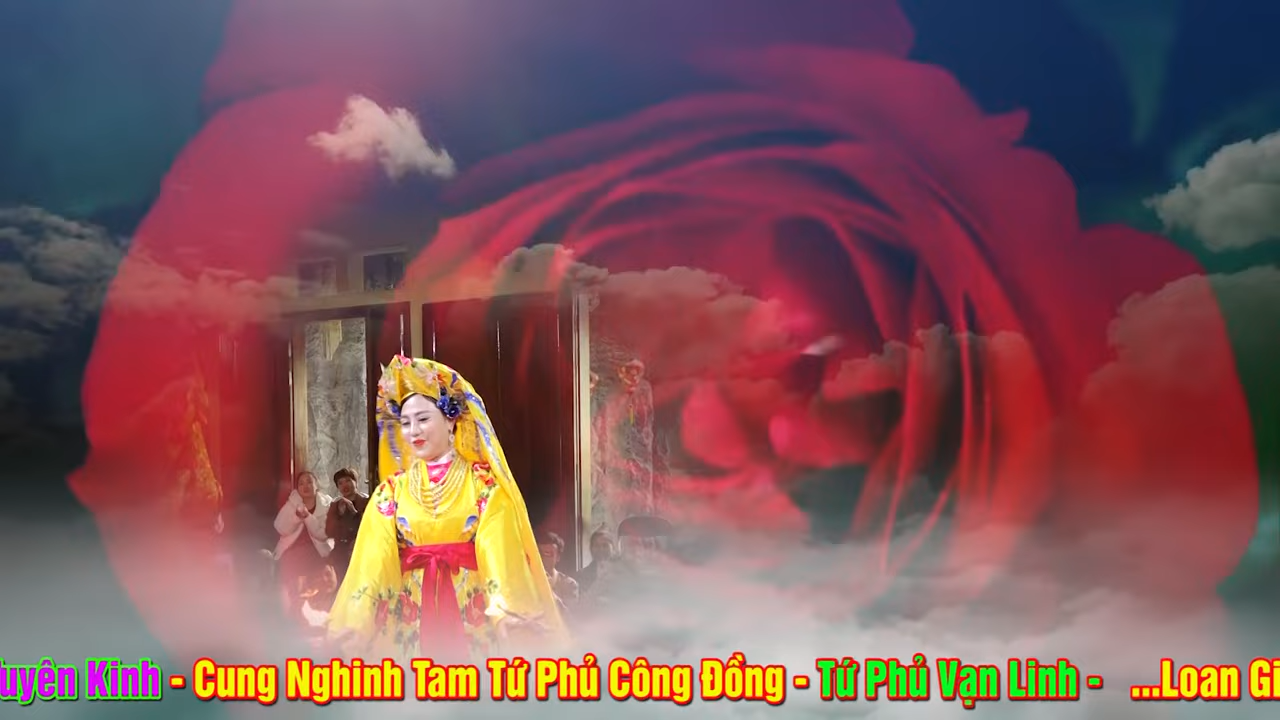 uyên Kinh - Cung Nghinh Tam Tứ Phủ Công Đồng - Tứ Phủ Vạn Linh - ...Loan Gi